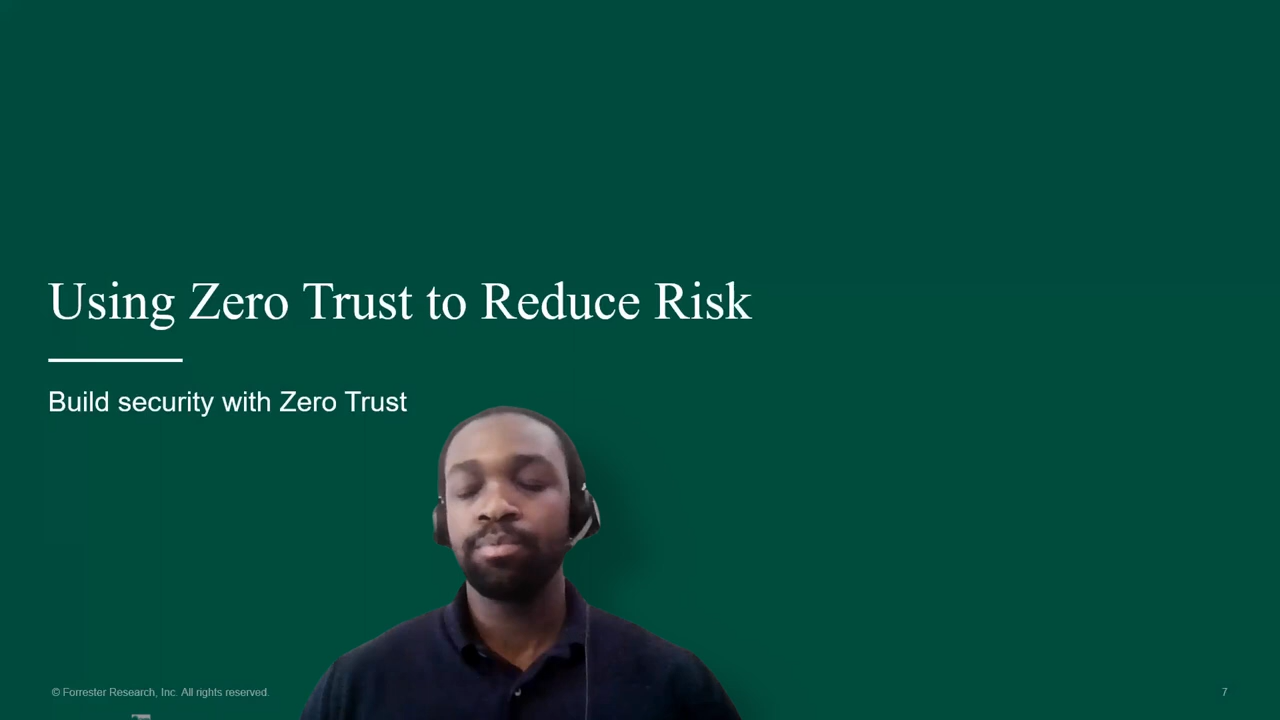 Using Zero Trust to Reduce Risk
Build security with Zero Trust
© Forrester Research, Inc. All rights reserved.
7